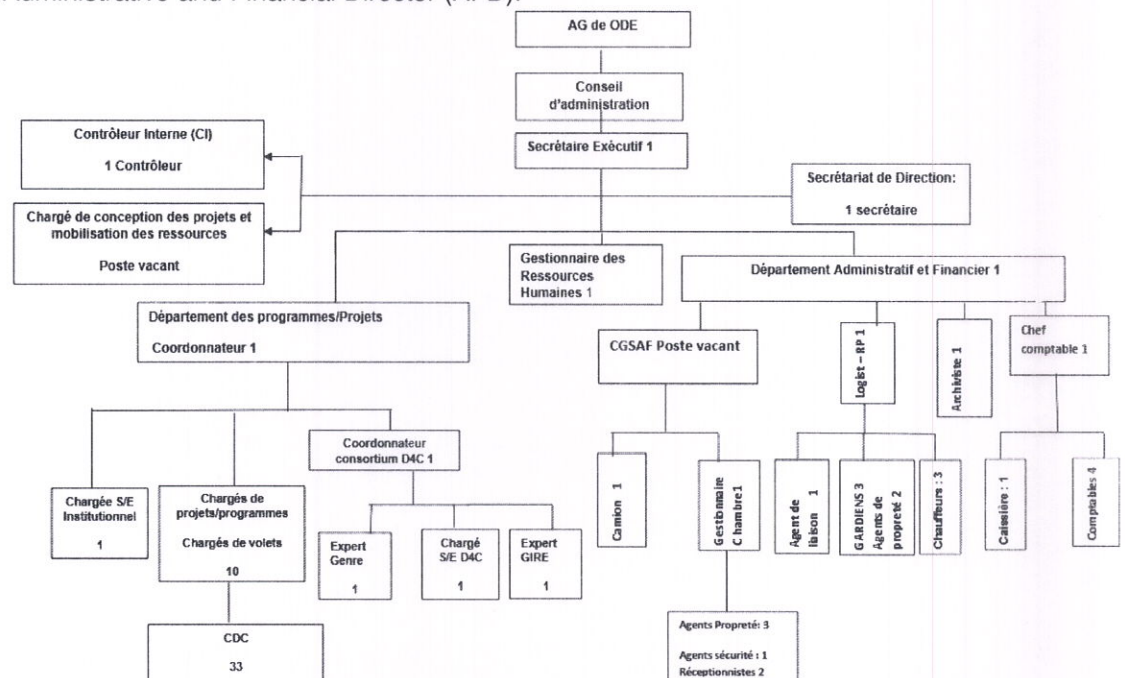 Administrative and Financial Director (AFD).
AG de ODE
Conseil
d'administration
Secrétaire Exécutif 1
Contrôleur Interne (CI)
1 Contrôleur
Secrétariat de Direction:
1 secrétaire
Chargé de conception des projets et
mobilisation des ressources
Poste vacant
Gestionnaire des
Ressources
Humaines 1
Département Administratif et Financier 1
Département des programmes/Projets
Coordonnateur 1
CGSAF Poste vacant
Logist – RP 1
Archiviste 1
Chef
comptable 1
Coordonnateur
consortium D4C 1
Chargée S/E
Institutionnel
1
Chargés de
projets/programmes
Chargés de volets
10
Expert
Genre
1
Chargé
S/E D4C
1
Expert
GIRE
1
Camion 1
Gestionnaire
Chambre1
Agent de
liaison 1
GARDIENS 3
Agents de
propreté 2
Chauffeurs : 3
Caissière : 1
Comptables 4
CDC
33
Agents Propreté: 3
Agents sécurité : 1
Réceptionnistes 2